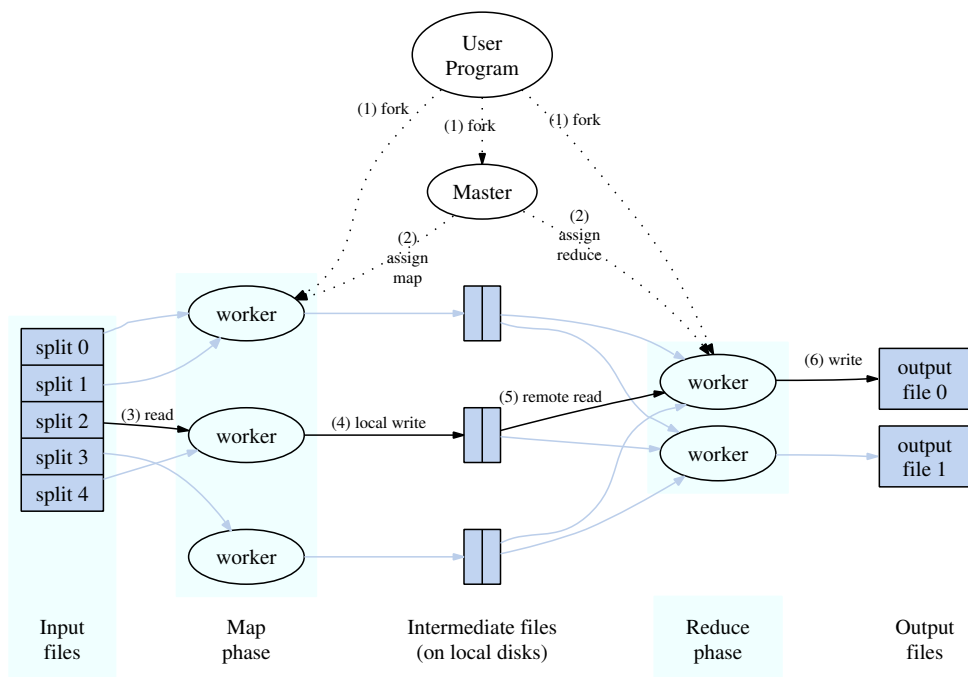 User
Program
(1) fork
(1) fork
(1) fork
Master
(2)
assign
map
(2)
assign
reduce
worker
split 0
split 1
split 2
split 3
split 4
(3) read
worker
(4) local write
(5) remote read
worker
(6) write
output
file 0
worker
output
file 1
worker
Input
files
Map
phase
Intermediate files
(on local disks)
Reduce
phase
Output
files